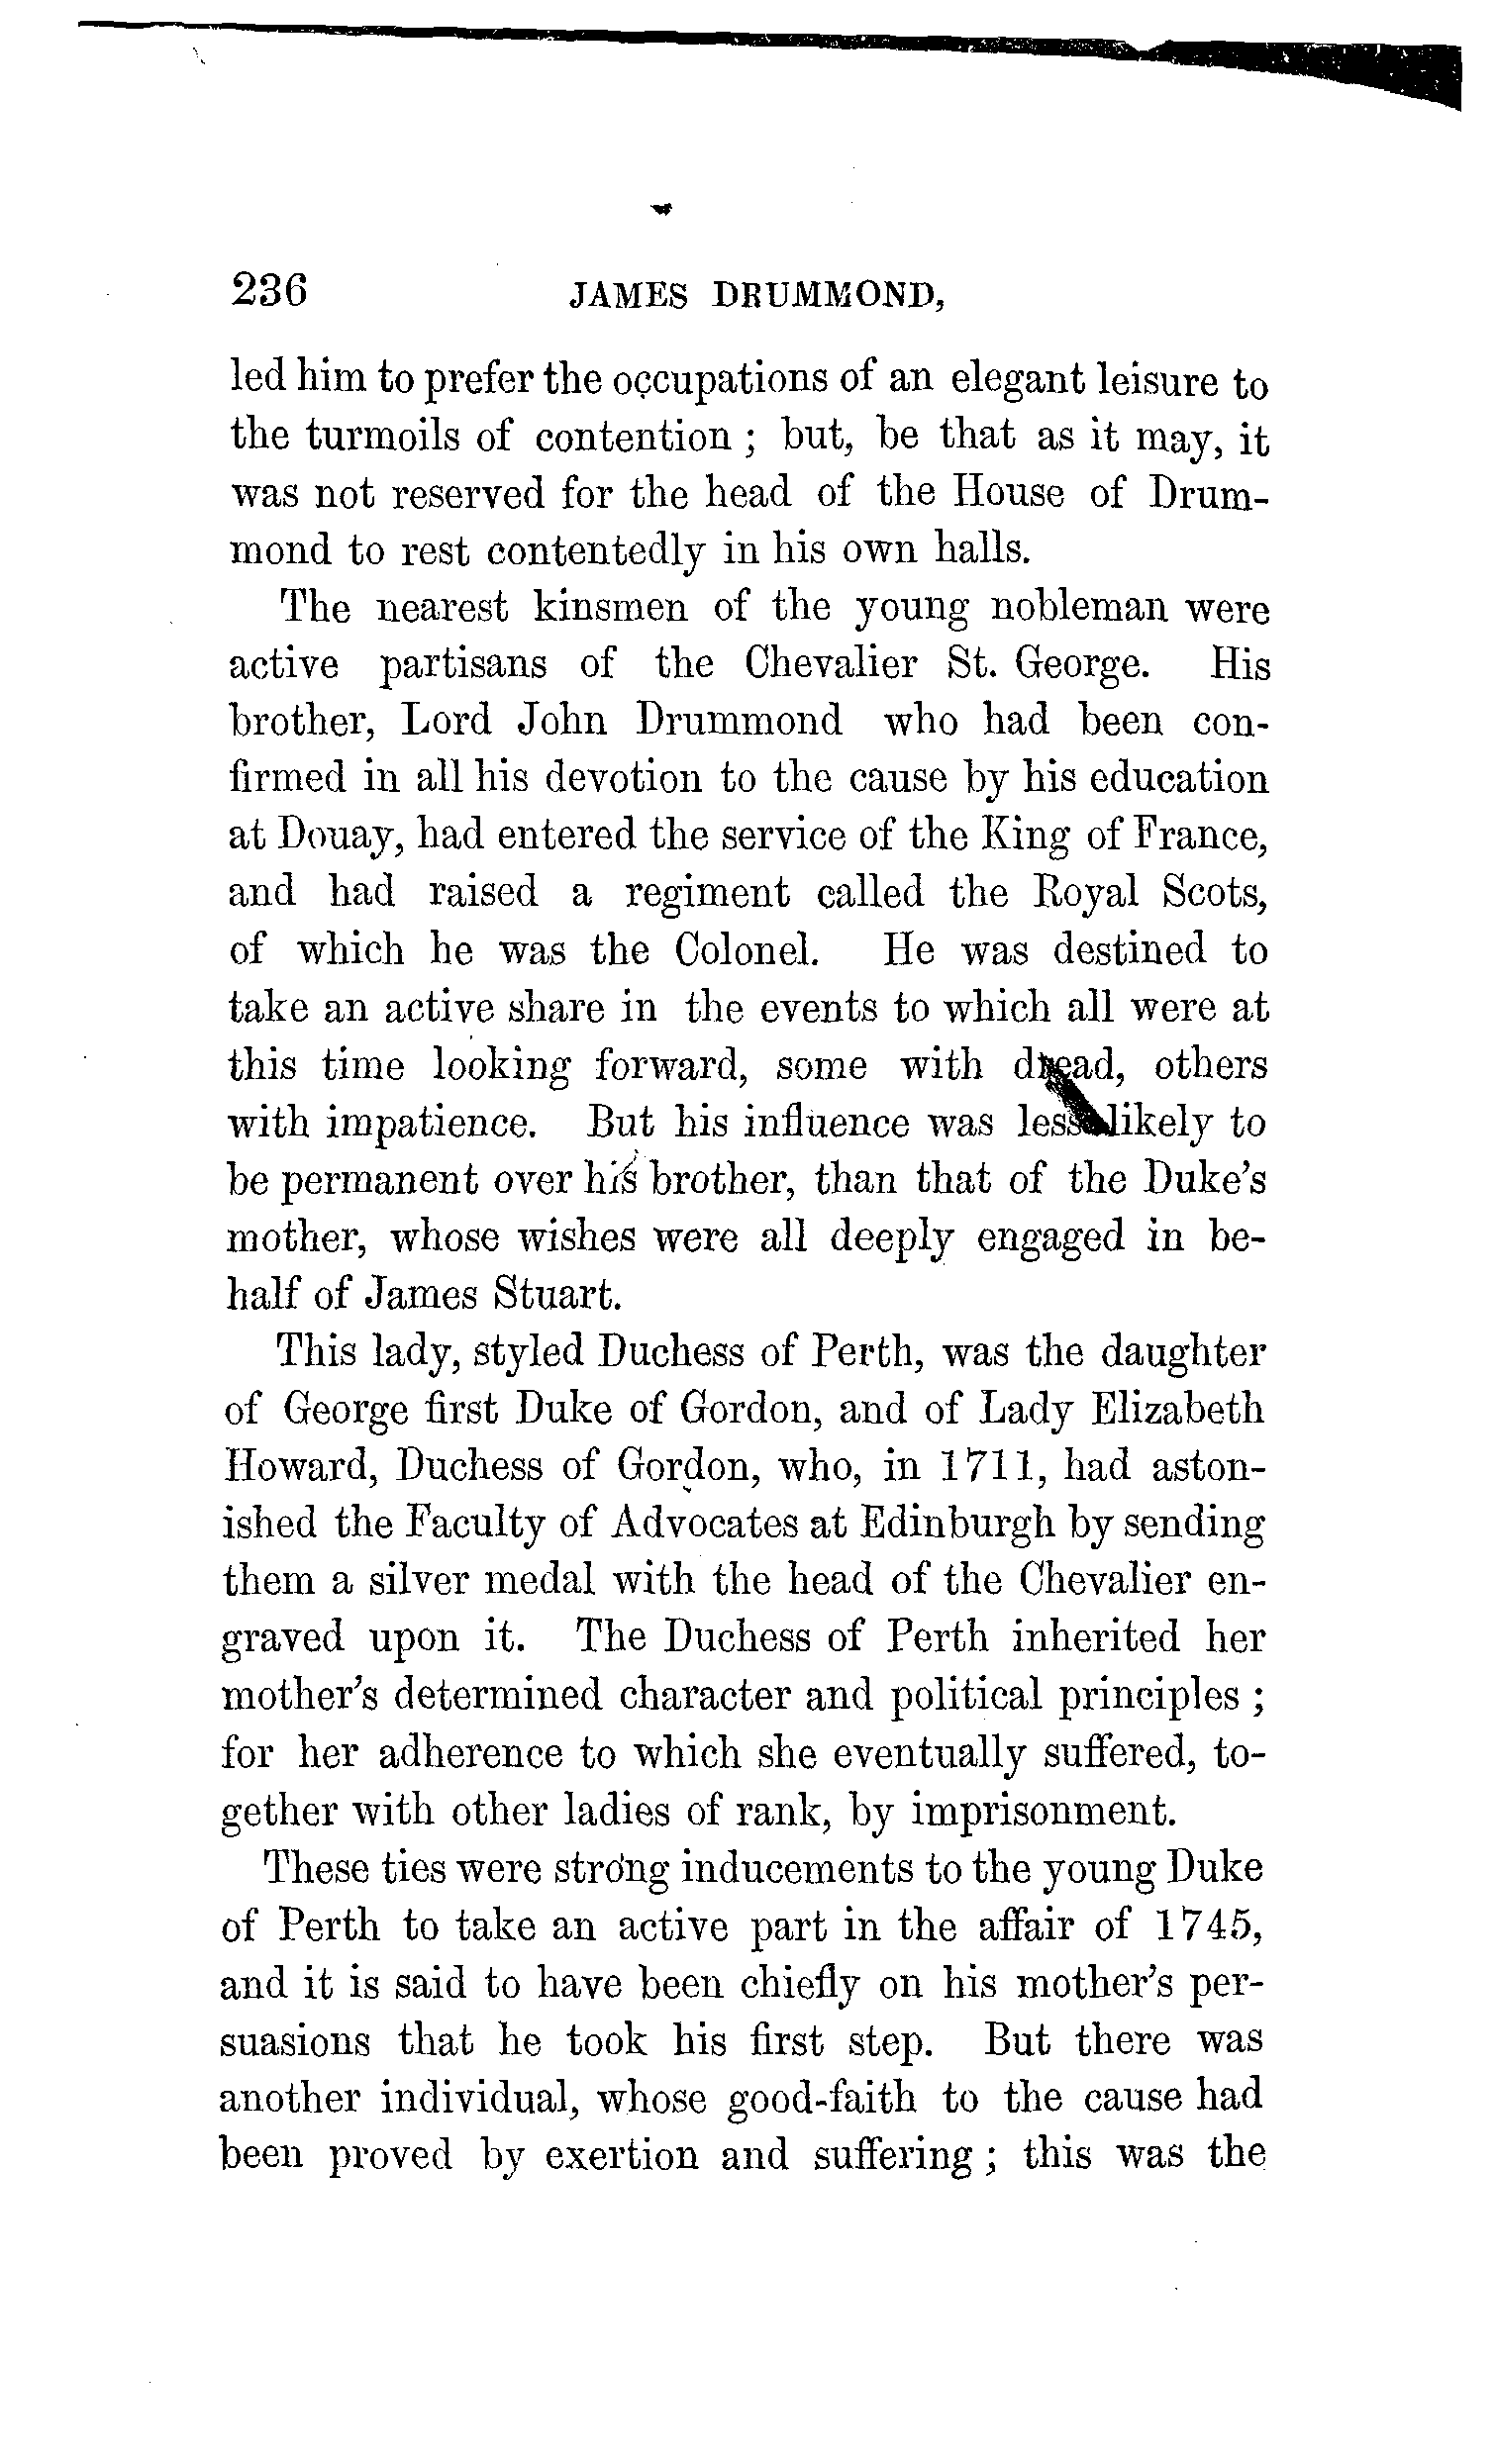 236 JAMES DRUMMOND,
led him to prefer the occupations of an elegant leisure to
the turmoils of contention ; but, be that as it may, it
was not reserved for the head of the House of Drum-
mond to rest contentedly in his own halls.
The nearest kinsmen of the young nobleman were
active partisans of the Chevalier St. George. His
brother, Lord John Drummond who had been con-
firmed in all his devotion to the cause by his education
at Douay, had entered the service of the King of France,
and had raised a regiment called the Royal Scots,
of which he was the Colonel. He was destined to
take an active share in the events to which all were at
this time looking forward, some with dread, others
with impatience. But his influence was less likely to
be permanent over his brother, than that of the Duke's
mother, whose wishes were all deeply engaged in be-
half of James Stuart.
This lady, styled Duchess of Perth, was the daughter
of George first Duke of Gordon, and of Lady Elizabeth
Howard, Duchess of Gordon, who, in 1711, had aston-
ished the Faculty of Advocates at Edinburgh by sending
them a silver medal with the head of the Chevalier en-
graved upon it. The Duchess of Perth inherited her
mother's determined character and political principles ;
for her adherence to which she eventually suffered, to-
gether with other ladies of rank, by imprisonment.
These ties were strong inducements to the young Duke
of Perth to take an active part in the affair of 1745,
and it is said to have been chiefly on his mother's per-
suasions that he took his first step. But there was
another individual, whose good-faith to the cause had
been proved by exertion and suffering ; this was the